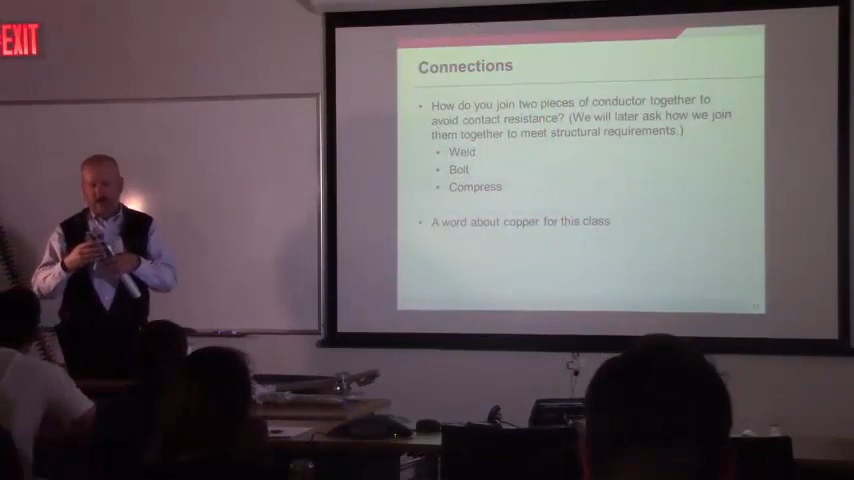 EXIT
Connections
• How do you join two pieces of conductor together to
avoid contact resistance? (We will later ask how we join
them together to meet structural requirements.)
• Weld
• Bolt
• Compress
• A word about copper for this class